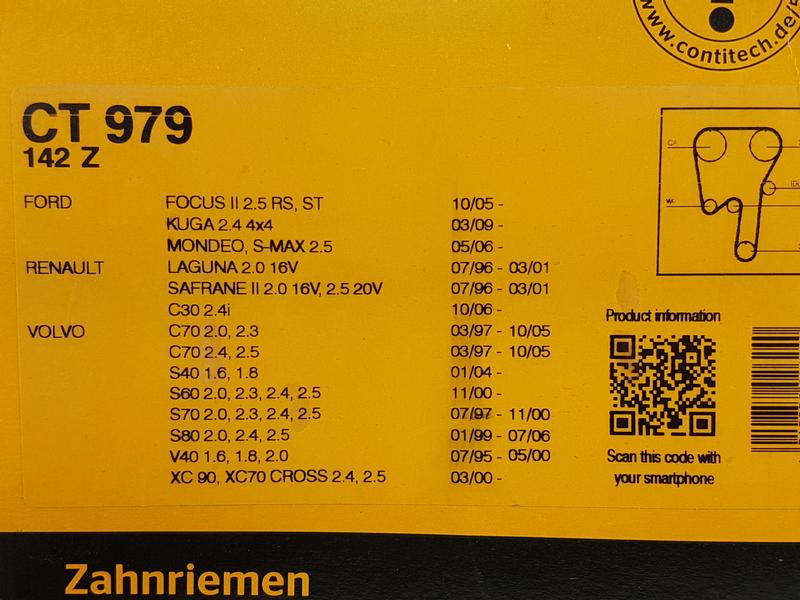 www.contitech.de/
CT 979
142 Z
FORD FOCUS II 2.5 RS, ST 10/05 -
KUGA 2.4 4x4 03/09 -
MONDEO, S-MAX 2.5 05/06 -
RENAULT LAGUNA 2.0 16V 07/96 - 03/01
SAFRANE II 2.0 16V, 2.5 20V 07/96 - 03/01
C30 2.4i 10/06 -
VOLVO C70 2.0, 2.3 03/97 - 10/05
C70 2.4, 2.5 03/97 - 10/05
S40 1.6, 1.8 01/04 -
S60 2.0, 2.3, 2.4, 2.5 11/00 -
S70 2.0, 2.3, 2.4, 2.5 07/97 - 11/00
S80 2.0, 2.4, 2.5 01/99 - 07/06
V40 1.6, 1.8, 2.0 07/95 - 05/00
XC 90, XC70 CROSS 2.4, 2.5 03/00 -
Product information
Scan this code with
your smartphone
Zahnriemen